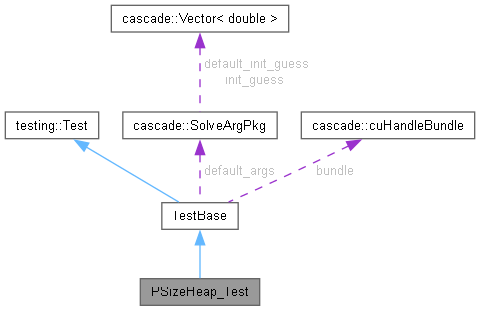 cascade::Vector< double >
default_init_guess
init_guess
testing::Test
cascade::SolveArgPkg
cascade::cuHandleBundle
default_args
bundle
TestBase
PSizeHeap_Test